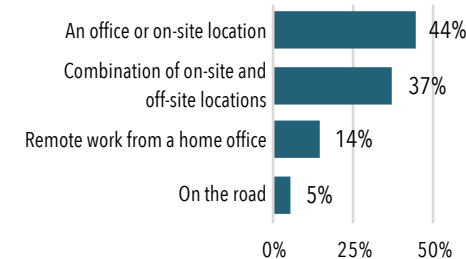 An office or on-site location 44%
Combination of on-site and
off-site locations 37%
Remote work from a home office 14%
On the road 5%
0% 25% 50%